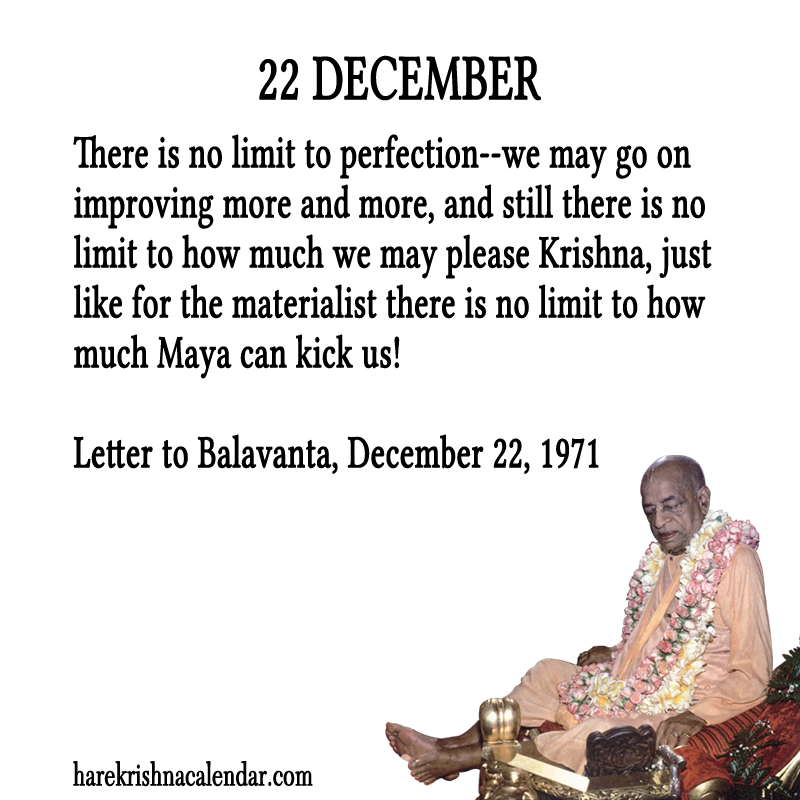 22 DECEMBER
There is no limit to perfection--we may go on
improving more and more, and still there is no
limit to how much we may please Krishna, just
like for the materialist there is no limit to how
much Maya can kick us!
Letter to Balavanta, December 22, 1971
harekrishnacalendar.com